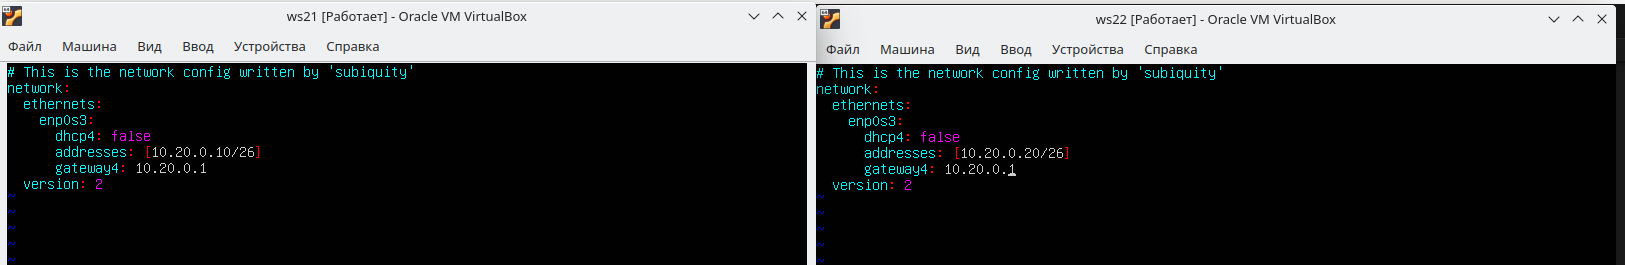 ws21 [Работает] - Oracle VM VirtualBox
Файл Машина Вид Ввод Устройства Справка
# This is the network config written by 'subiquity'
network:
  ethernets:
    enp0s3:
      dhcp4: false
      addresses: [10.20.0.10/26]
      gateway4: 10.20.0.1
  version: 2
~
~
~
~
~
ws22 [Работает] - Oracle VM VirtualBox
Файл Машина Вид Ввод Устройства Справка
# This is the network config written by 'subiquity'
network:
  ethernets:
    enp0s3:
      dhcp4: false
      addresses: [10.20.0.20/26]
      gateway4: 10.20.0.1
  version: 2
~
~
~
~
~